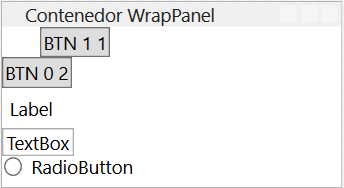 Contenedor WrapPanel
BTN 1 1
BTN 0 2
Label
TextBox
RadioButton